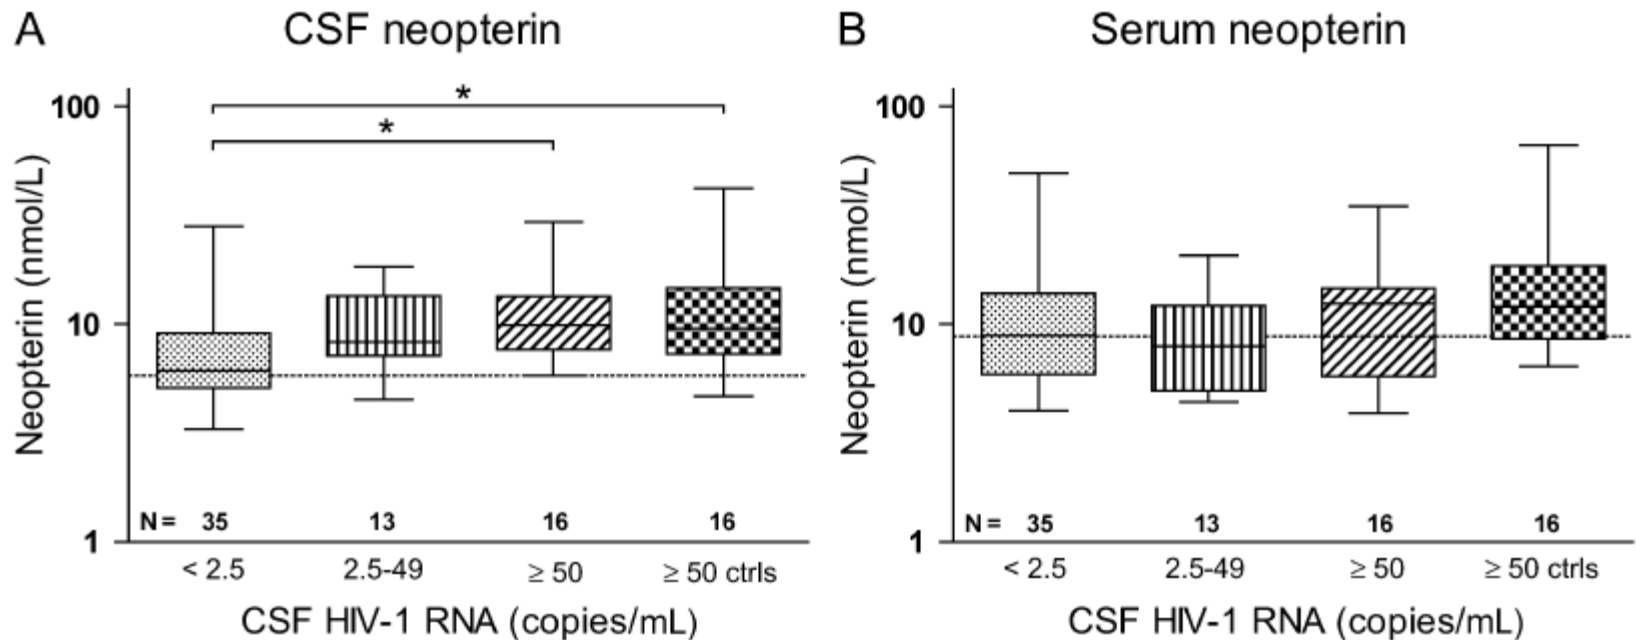 A CSF neopterin
100
*
*
10
1
Neopterin (nmol/L)
N = 35 13 16 16
< 2.5 2.5-49 ≥ 50 ≥ 50 ctrls
CSF HIV-1 RNA (copies/mL)
B Serum neopterin
100
10
1
Neopterin (nmol/L)
N = 35 13 16 16
< 2.5 2.5-49 ≥ 50 ≥ 50 ctrls
CSF HIV-1 RNA (copies/mL)